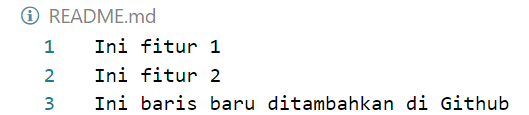 README.md
1 Ini fitur 1
2 Ini fitur 2
3 Ini baris baru ditambahkan di Github